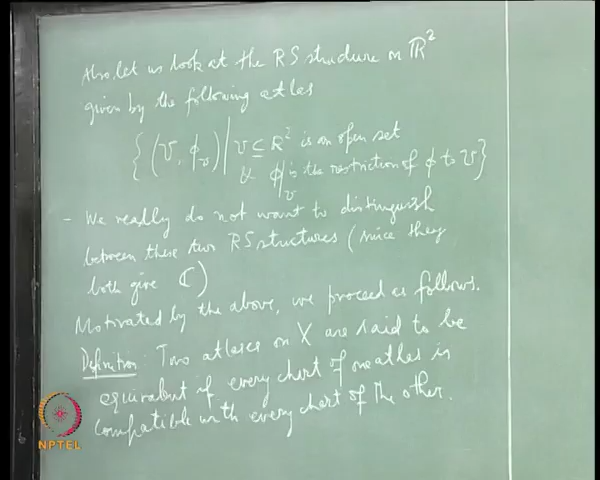 Also let us look at the RS structure on ℝ²
given by the following atlas
{(U, φ_U) | U ⊆ ℝ² is an open set
& φ|_U is the restriction of φ to U}
- We really do not want to distinguish
between these two RS structures (since they
both give ℂ)
Motivated by the above, we proceed as follows.
Definition: Two atlases on X are said to be
equivalent if every chart of one atlas is
compatible with every chart of the other.
NPTEL